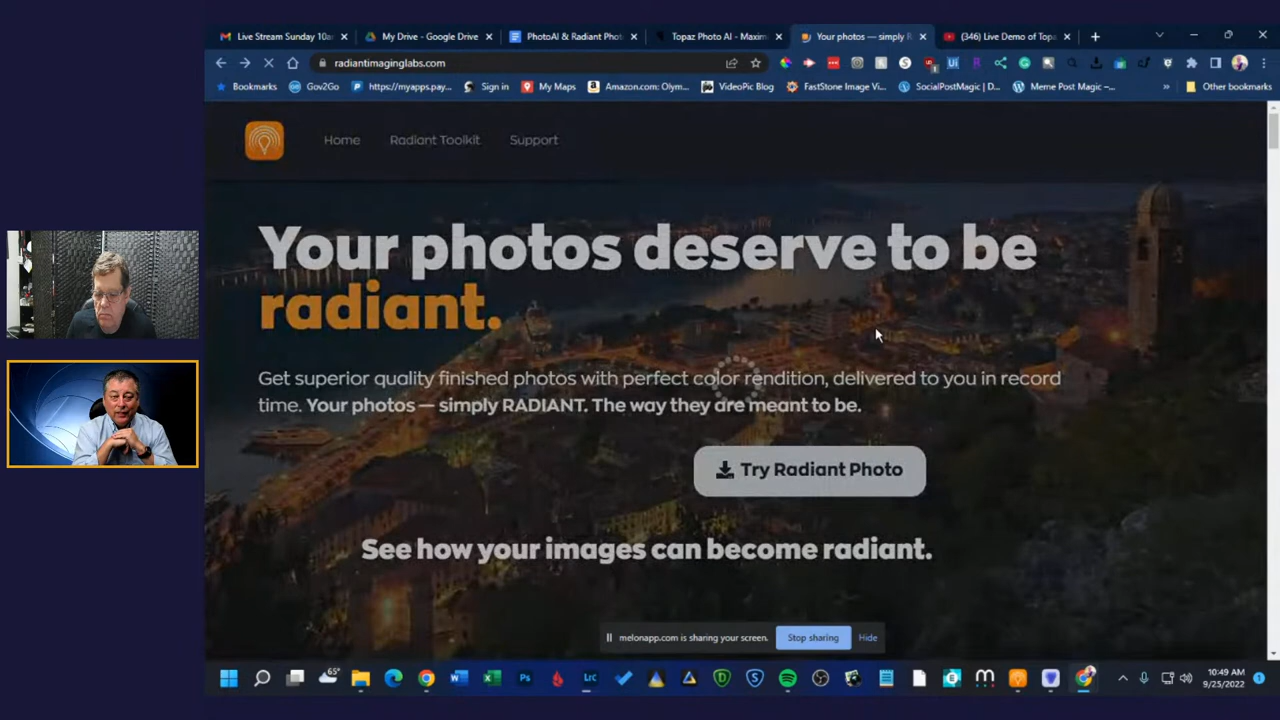 Live Stream Sunday 10a
My Drive - Google Drive
PhotoAI & Radiant Phot
Topaz Photo AI - Maxim
Your photos — simply R
(346) Live Demo of Topa
radiantimaginglabs.com
Bookmarks
Gov2Go
https://myapps.pay...
Sign in
My Maps
Amazon.com: Olym...
VideoPic Blog
FastStone Image Vi...
SocialPostMagic | D...
Meme Post Magic –...
»
Other bookmarks
Home
Radiant Toolkit
Support
Your photos deserve to be
radiant.
Get superior quality finished photos with perfect color rendition, delivered to you in record
time. Your photos — simply RADIANT. The way they are meant to be.
Try Radiant Photo
See how your images can become radiant.
melonapp.com is sharing your screen.
Stop sharing
Hide
65°
Ps
LrC
10:49 AM
9/25/2022